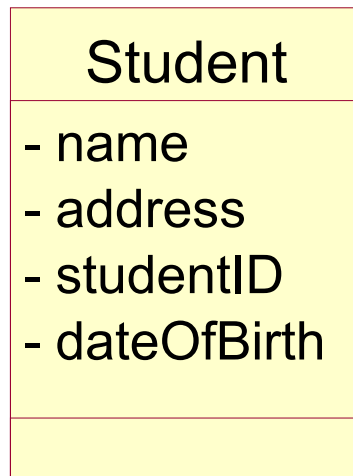 Student
- name
- address
- studentID
- dateOfBirth